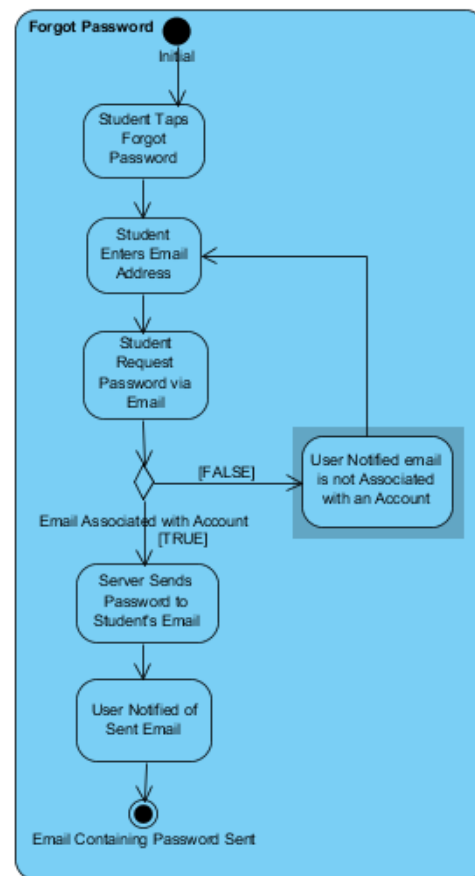 Forgot Password
Initial
Student Taps
Forgot
Password
Student
Enters Email
Address
Student
Request
Password via
Email
[FALSE]
User Notified email
is not Associated
with an Account
Email Associated with Account
[TRUE]
Server Sends
Password to
Student's Email
User Notified of
Sent Email
Email Containing Password Sent